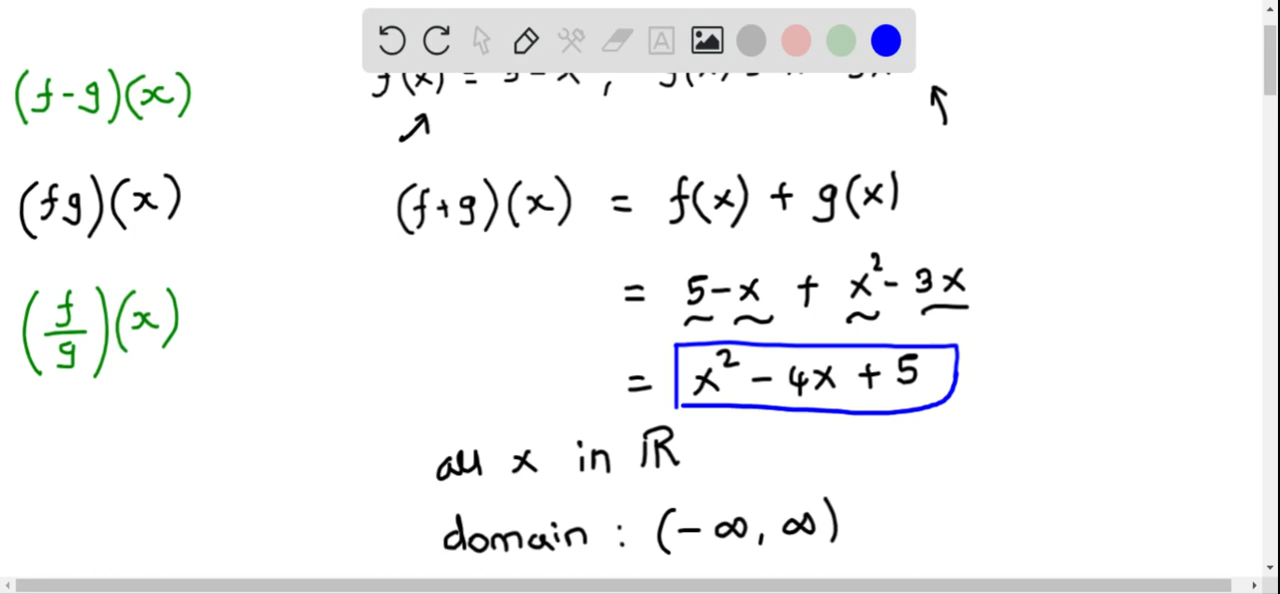 (f-g)(x)
(fg)(x)
(f/g)(x)
(f+g)(x) = f(x) + g(x)
= 5-x + x² - 3x
= x² - 4x + 5
all x in ℝ
domain : (-∞, ∞)